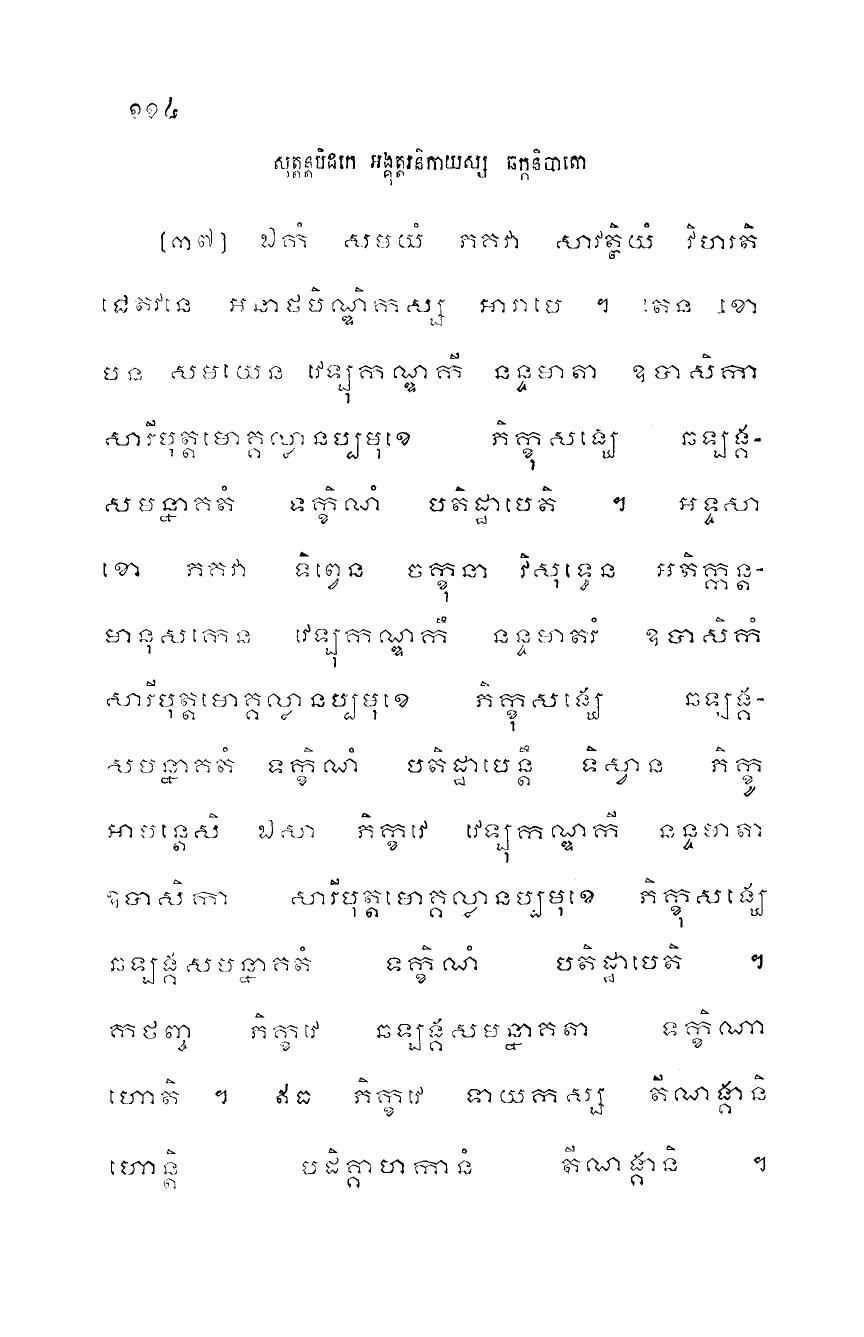 ១១៤
សុត្តន្តបិដកេ អង្គុត្តរនិកាយស្ស ឆក្កនិបាតោ
[៣៧] ឯកំ សមយំ ភគវា សាវត្ថិយំ វិហរតិ
ជេតវនេ អនាថបិណ្ឌិកស្ស អារាមេ ។ តេន ខោ
បន សមយេន វេឡុកណ្ឌកី នន្ទមាតា ឧបាសិកា
សារីបុត្តមោគ្គល្លានប្បមុខេ ភិក្ខុសង្ឃេ ឆឡង្គ-
សមន្នាគតំ ទក្ខិណំ បតិដ្ឋាបេតិ ។ អទ្ទសា
ខោ ភគវា ទិព្វេន ចក្ខុនា វិសុទ្ធេន អតិក្កន្ត-
មានុសកេន វេឡុកណ្ឌកឹ នន្ទមាតរំ ឧបាសិកំ
សារីបុត្តមោគ្គល្លានប្បមុខេ ភិក្ខុសង្ឃេ ឆឡង្គ-
សមន្នាគតំ ទក្ខិណំ បតិដ្ឋាបេន្តឹ ទិស្វាន ភិក្ខូ
អាមន្តេសិ ឯសា ភិក្ខវេ វេឡុកណ្ឌកី នន្ទមាតា
ឧបាសិកា សារីបុត្តមោគ្គល្លានប្បមុខេ ភិក្ខុសង្ឃេ
ឆឡង្គសមន្នាគតំ ទក្ខិណំ បតិដ្ឋាបេតិ ។
កថញ្ច ភិក្ខវេ ឆឡង្គសមន្នាគតា ទក្ខិណា
ហោតិ ។ ឥធ ភិក្ខវេ ទាយកស្ស តីណង្គានិ
ហោន្តិ បដិគ្គាហកានំ តីណង្គានិ ។